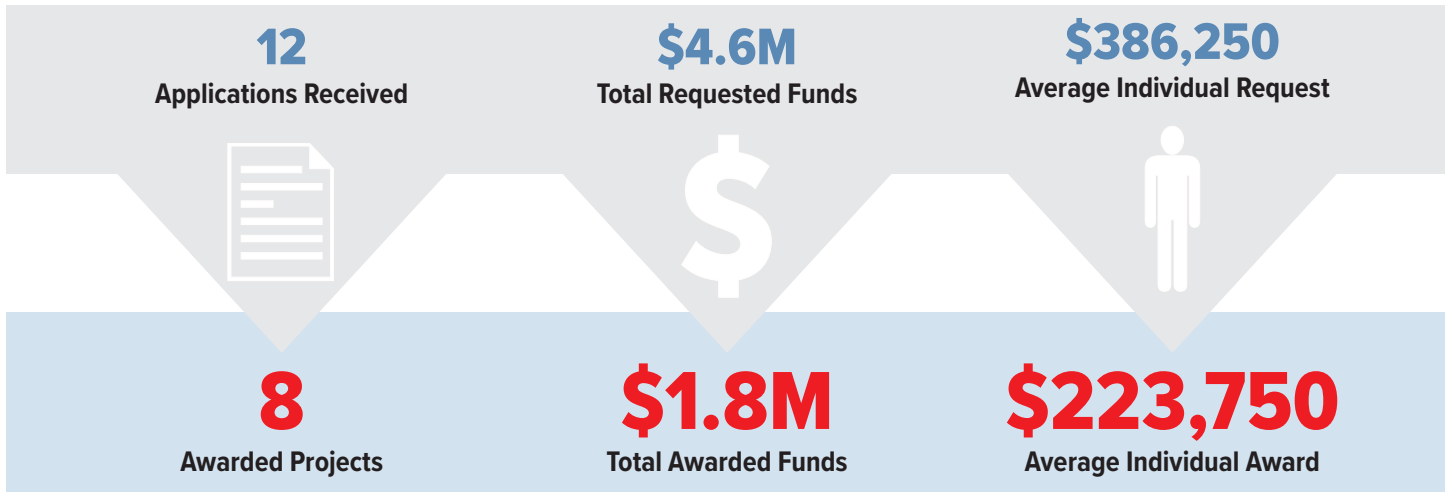 12
Applications Received
$4.6M
Total Requested Funds
$386,250
Average Individual Request
$
8
Awarded Projects
$1.8M
Total Awarded Funds
$223,750
Average Individual Award